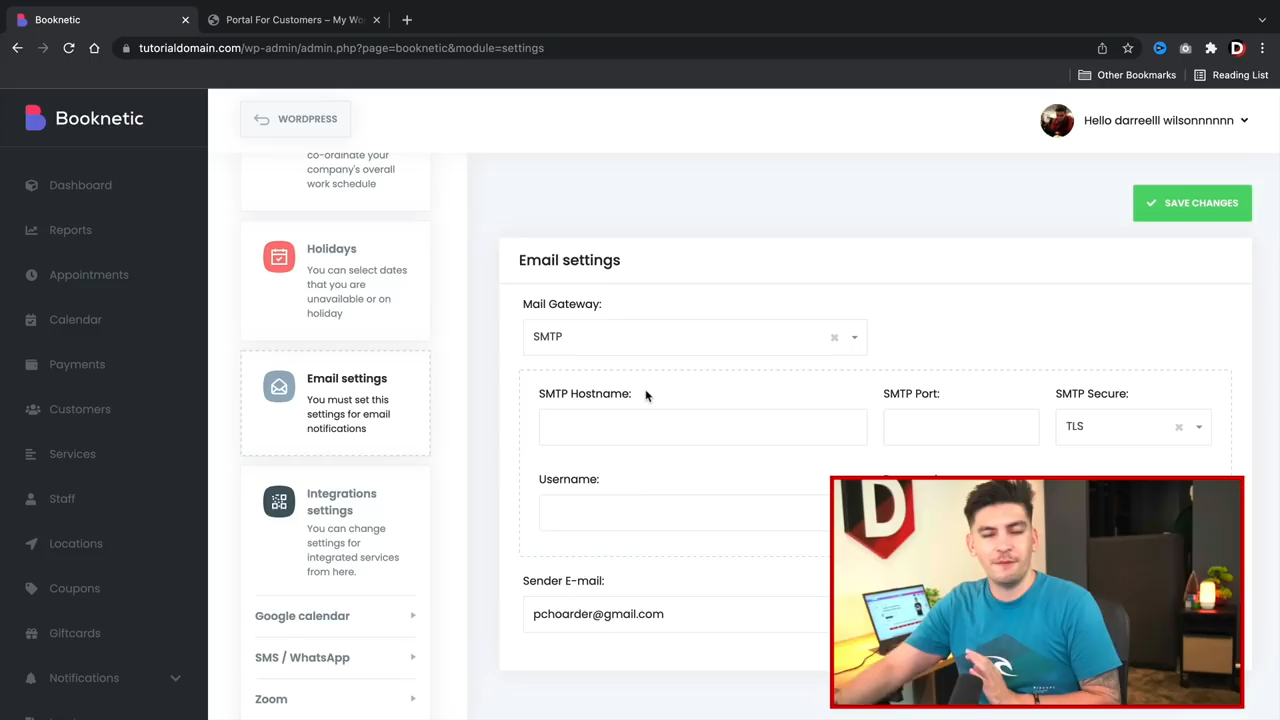 Booknetic
Portal For Customers – My Wo
tutorialdomain.com/wp-admin/admin.php?page=booknetic&module=settings
Other Bookmarks
Reading List
Booknetic
WORDPRESS
Hello darreelll wilsonnnnnn
Dashboard
Reports
Appointments
Calendar
Payments
Customers
Services
Staff
Locations
Coupons
Giftcards
Notifications
co-ordinate your
company's overall
work schedule
Holidays
You can select dates
that you are
unavailable or on
holiday
Email settings
You must set this
settings for email
notifications
Integrations
settings
You can change
settings for
integrated services
from here.
Google calendar
SMS / WhatsApp
Zoom
SAVE CHANGES
Email settings
Mail Gateway:
SMTP
SMTP Hostname:
SMTP Port:
SMTP Secure:
TLS
Username:
Sender E-mail:
pchoarder@gmail.com
D